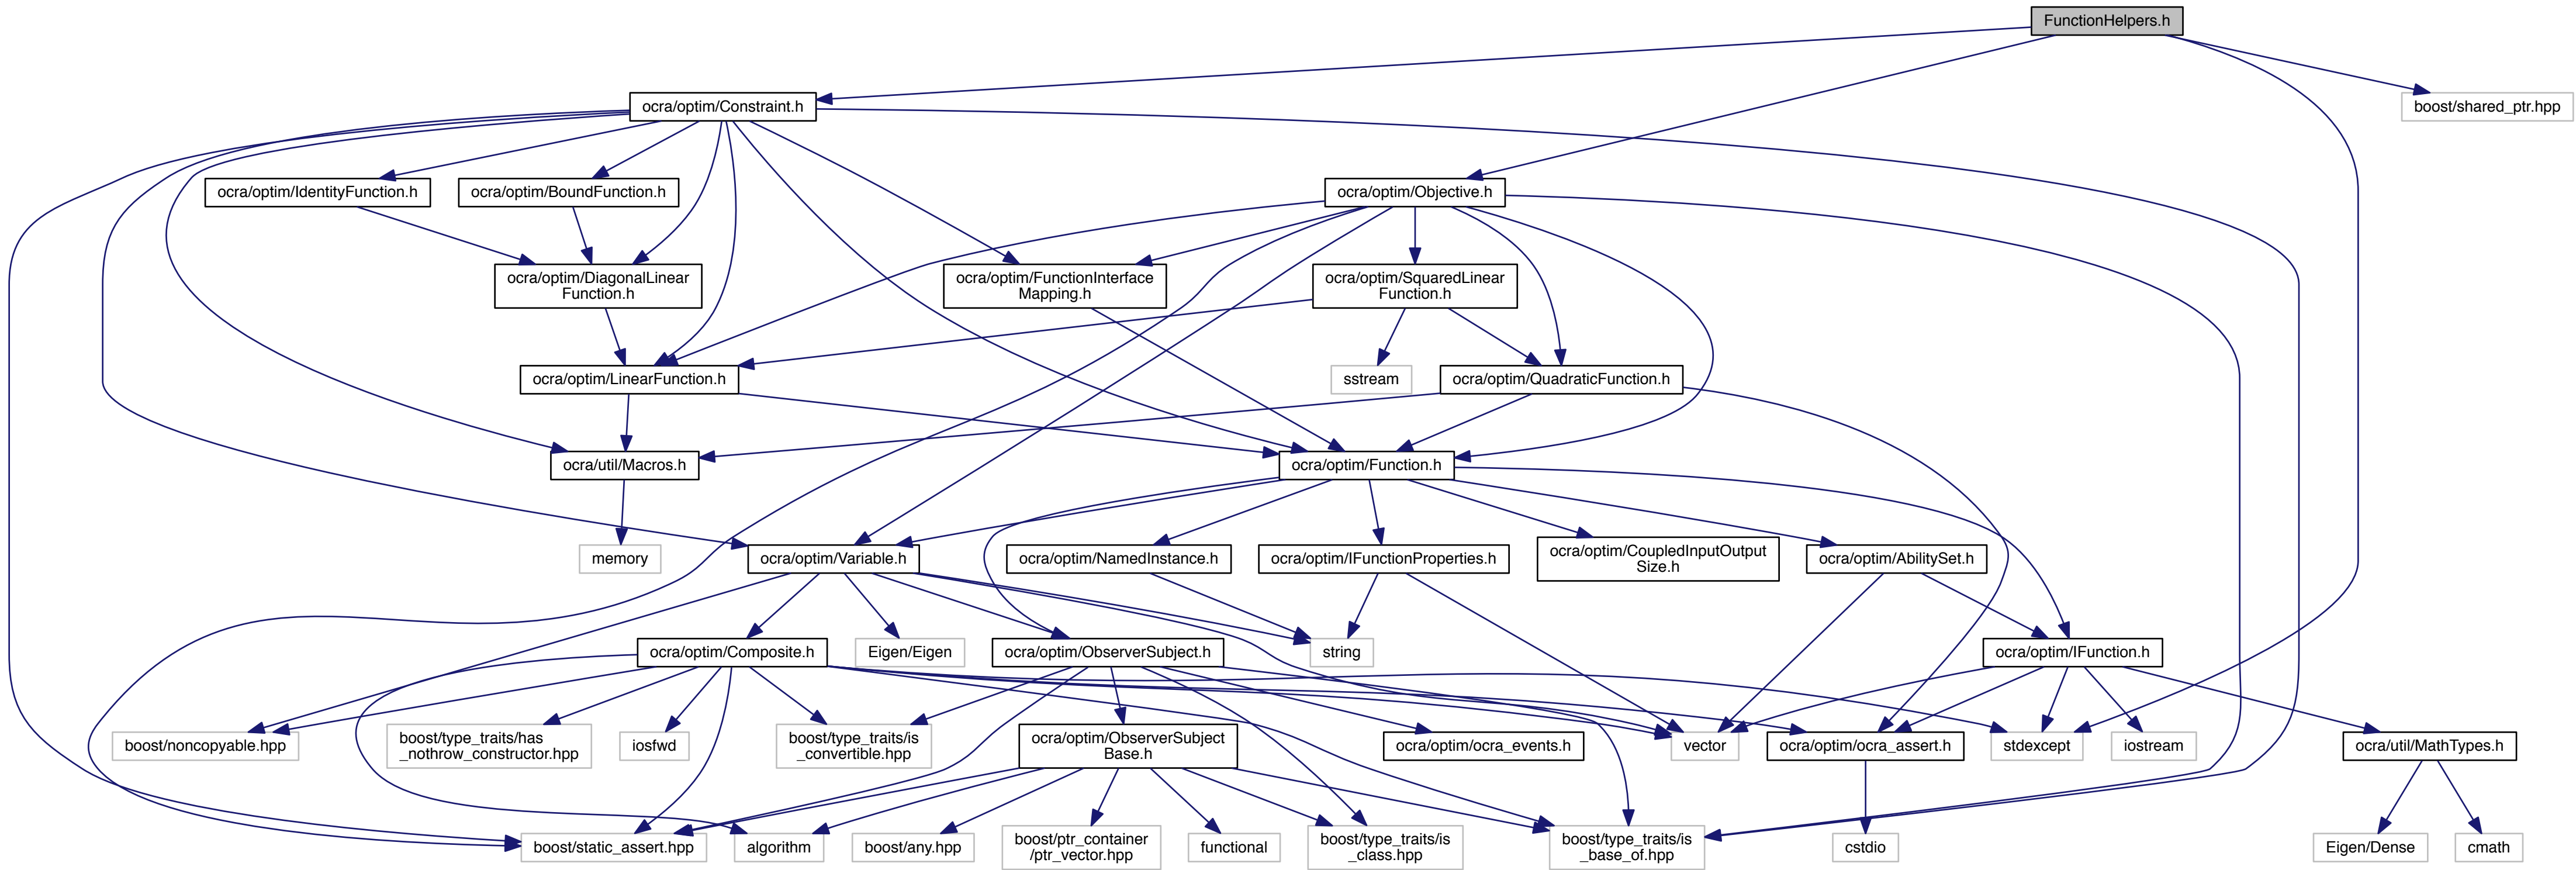 FunctionHelpers.h
ocra/optim/Constraint.h
boost/shared_ptr.hpp
ocra/optim/IdentityFunction.h
ocra/optim/BoundFunction.h
ocra/optim/Objective.h
ocra/optim/DiagonalLinear
Function.h
ocra/optim/FunctionInterface
Mapping.h
ocra/optim/SquaredLinear
Function.h
ocra/optim/LinearFunction.h
sstream
ocra/optim/QuadraticFunction.h
ocra/util/Macros.h
ocra/optim/Function.h
memory
ocra/optim/Variable.h
ocra/optim/NamedInstance.h
ocra/optim/IFunctionProperties.h
ocra/optim/CoupledInputOutput
Size.h
ocra/optim/AbilitySet.h
ocra/optim/Composite.h
Eigen/Eigen
ocra/optim/ObserverSubject.h
string
ocra/optim/IFunction.h
boost/noncopyable.hpp
boost/type_traits/has
_nothrow_constructor.hpp
iosfwd
boost/type_traits/is
_convertible.hpp
ocra/optim/ObserverSubject
Base.h
ocra/optim/ocra_events.h
vector
ocra/optim/ocra_assert.h
stdexcept
iostream
ocra/util/MathTypes.h
boost/static_assert.hpp
algorithm
boost/any.hpp
boost/ptr_container
/ptr_vector.hpp
functional
boost/type_traits/is
_class.hpp
boost/type_traits/is
_base_of.hpp
cstdio
Eigen/Dense
cmath